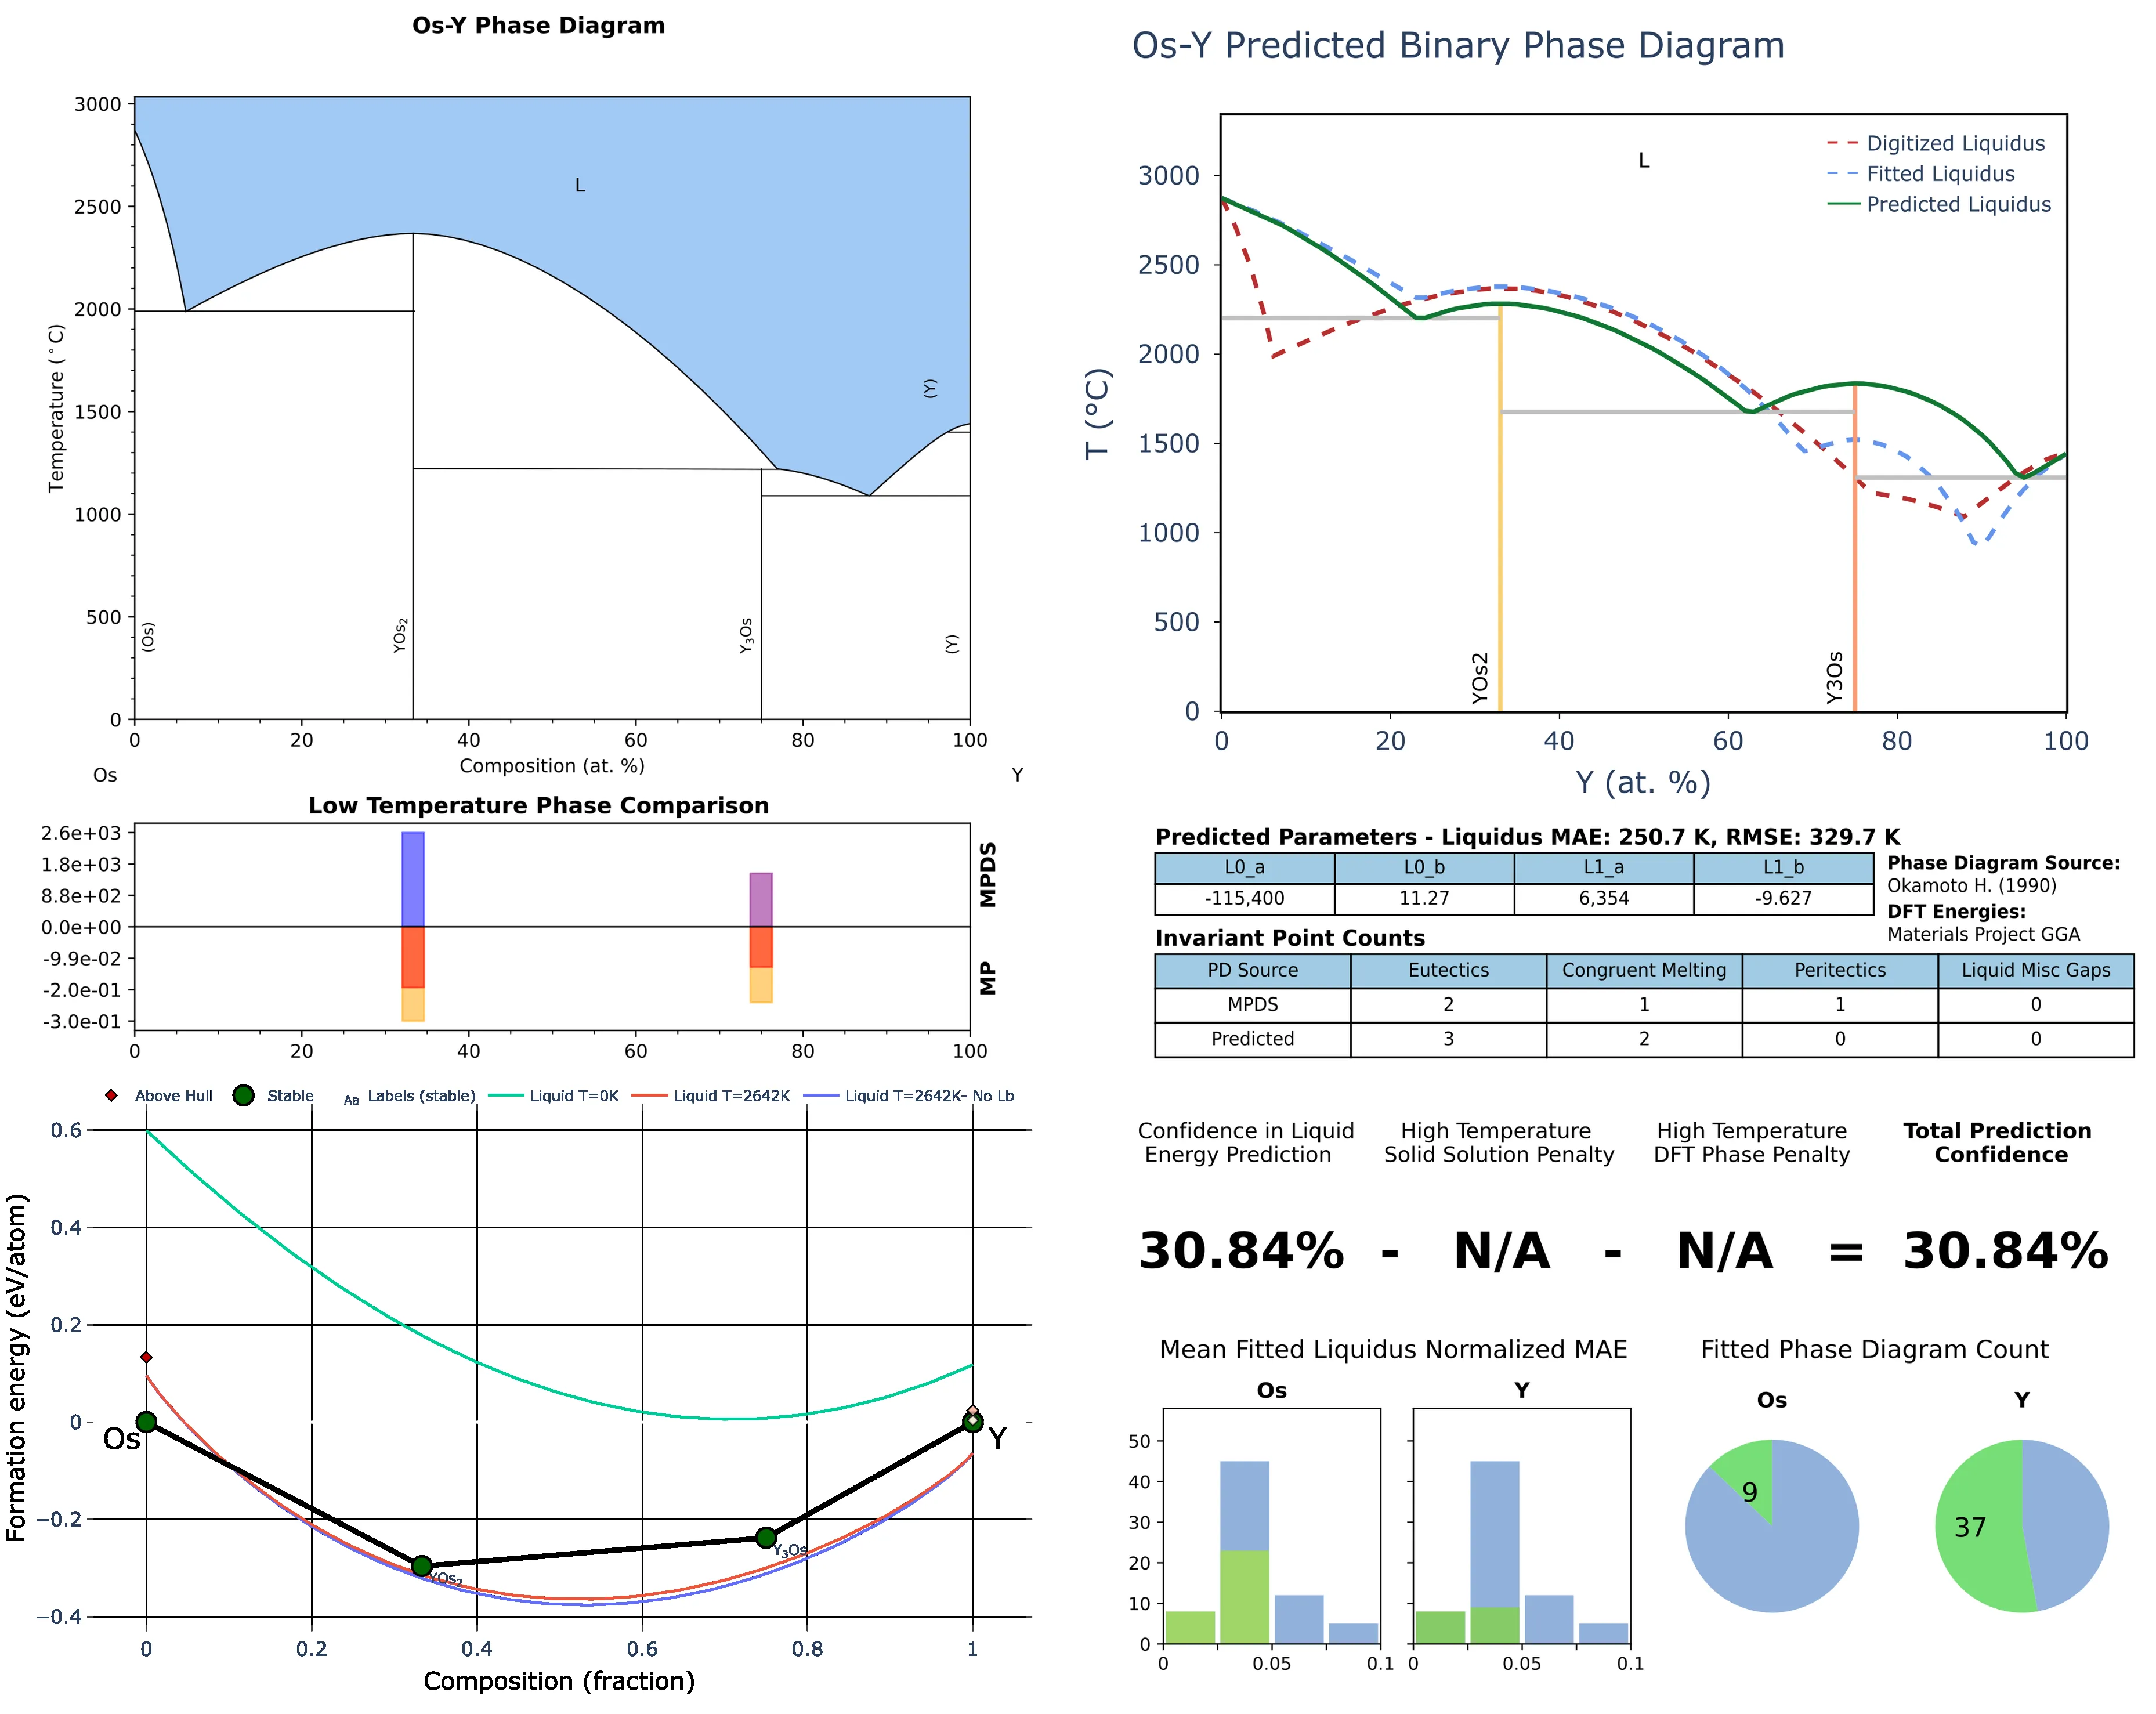 Os-Y Phase Diagram
3000
2500
2000
1500
1000
500
0
Temperature (°C)
L
(Y)
(Os)
YOs2
Y3Os
(Y)
0 20 40 60 80 100
Composition (at. %)
Os Y
Os-Y Predicted Binary Phase Diagram
L
Digitized Liquidus
Fitted Liquidus
Predicted Liquidus
3000
2500
2000
1500
1000
500
0
T (°C)
YOs2
Y3Os
0 20 40 60 80 100
Y (at. %)
Low Temperature Phase Comparison
2.6e+03
1.8e+03
8.8e+02
0.0e+00
-9.9e-02
-2.0e-01
-3.0e-01
MPDS
MP
0 20 40 60 80 100
Predicted Parameters - Liquidus MAE: 250.7 K, RMSE: 329.7 K
L0_a L0_b L1_a L1_b
-115,400 11.27 6,354 -9.627
Phase Diagram Source:
Okamoto H. (1990)
DFT Energies:
Materials Project GGA
Invariant Point Counts
PD Source Eutectics Congruent Melting Peritectics Liquid Misc Gaps
MPDS 2 1 1 0
Predicted 3 2 0 0
Above Hull Stable Aa Labels (stable) Liquid T=0K Liquid T=2642K Liquid T=2642K- No Lb
0.6
0.4
0.2
0
−0.2
−0.4
Formation energy (eV/atom)
Os
Y
YOs2
Y3Os
0 0.2 0.4 0.6 0.8 1
Composition (fraction)
Confidence in Liquid
Energy Prediction
High Temperature
Solid Solution Penalty
High Temperature
DFT Phase Penalty
Total Prediction
Confidence
30.84% - N/A - N/A = 30.84%
Mean Fitted Liquidus Normalized MAE
Os Y
50
40
30
20
10
0
0 0.05 0.1 0 0.05 0.1
Fitted Phase Diagram Count
Os Y
9 37